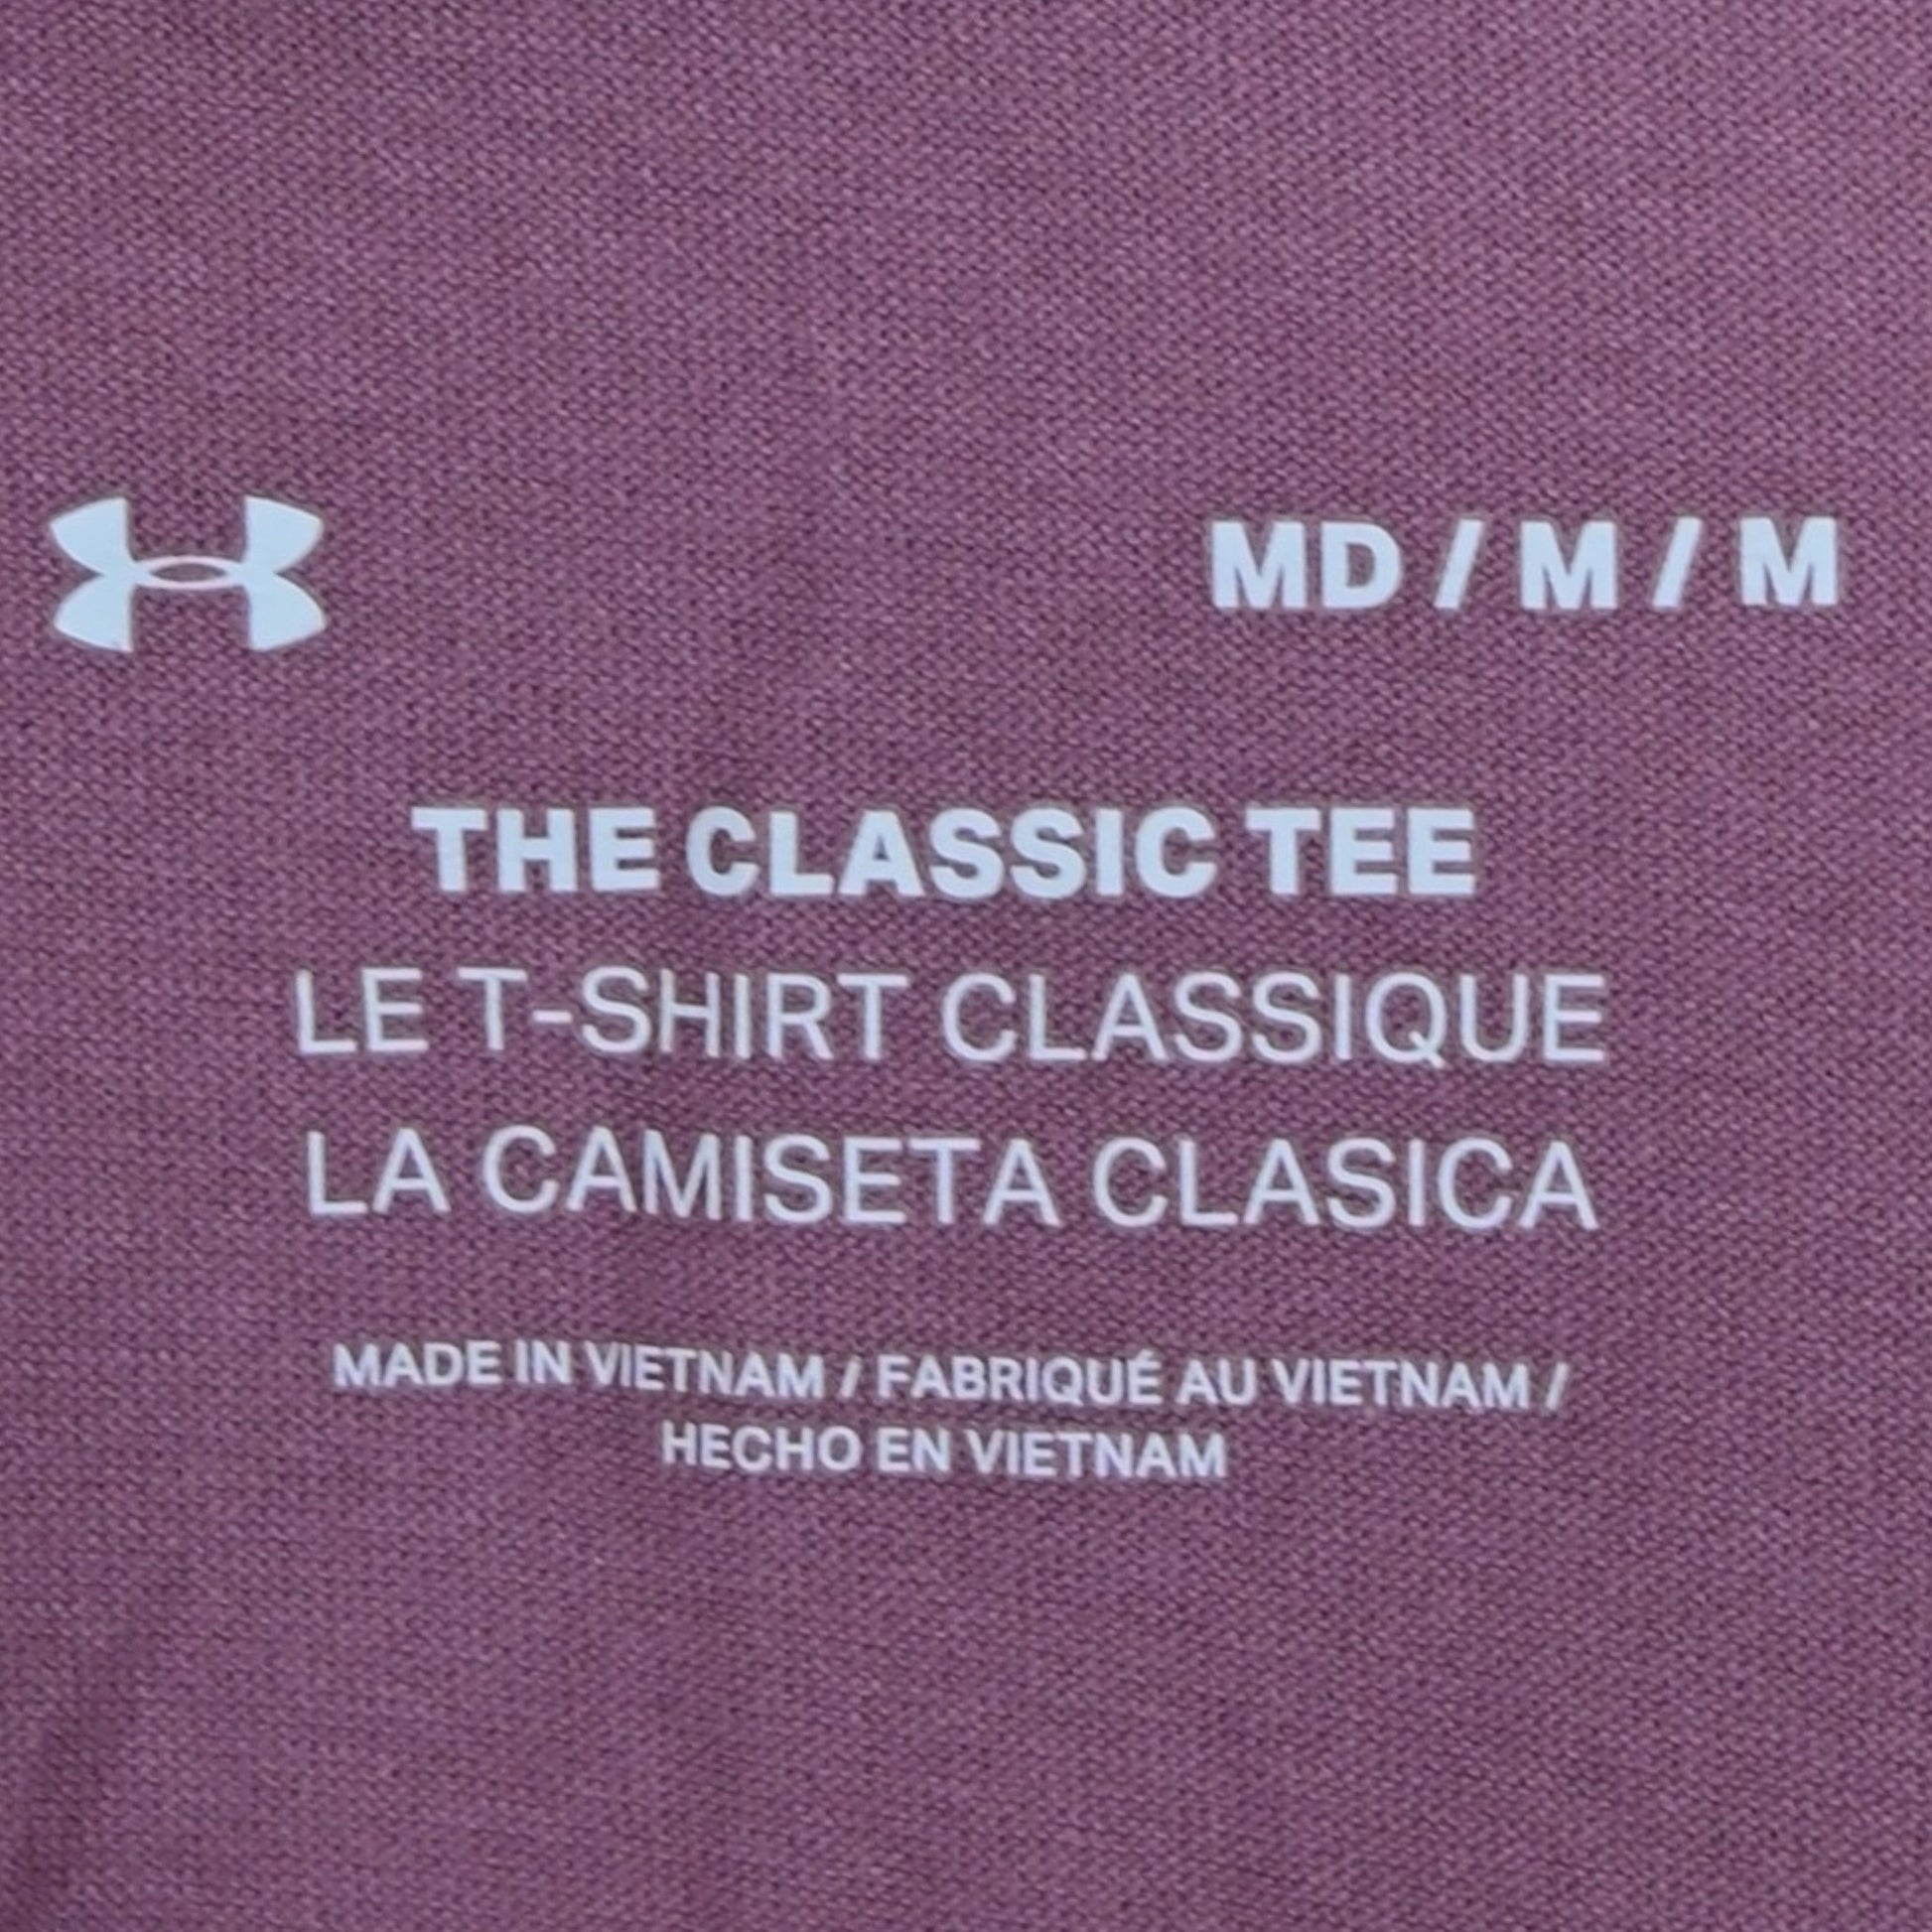 MD / M / M
THE CLASSIC TEE
LE T-SHIRT CLASSIQUE
LA CAMISETA CLASICA
MADE IN VIETNAM / FABRIQUÉ AU VIETNAM /
HECHO EN VIETNAM